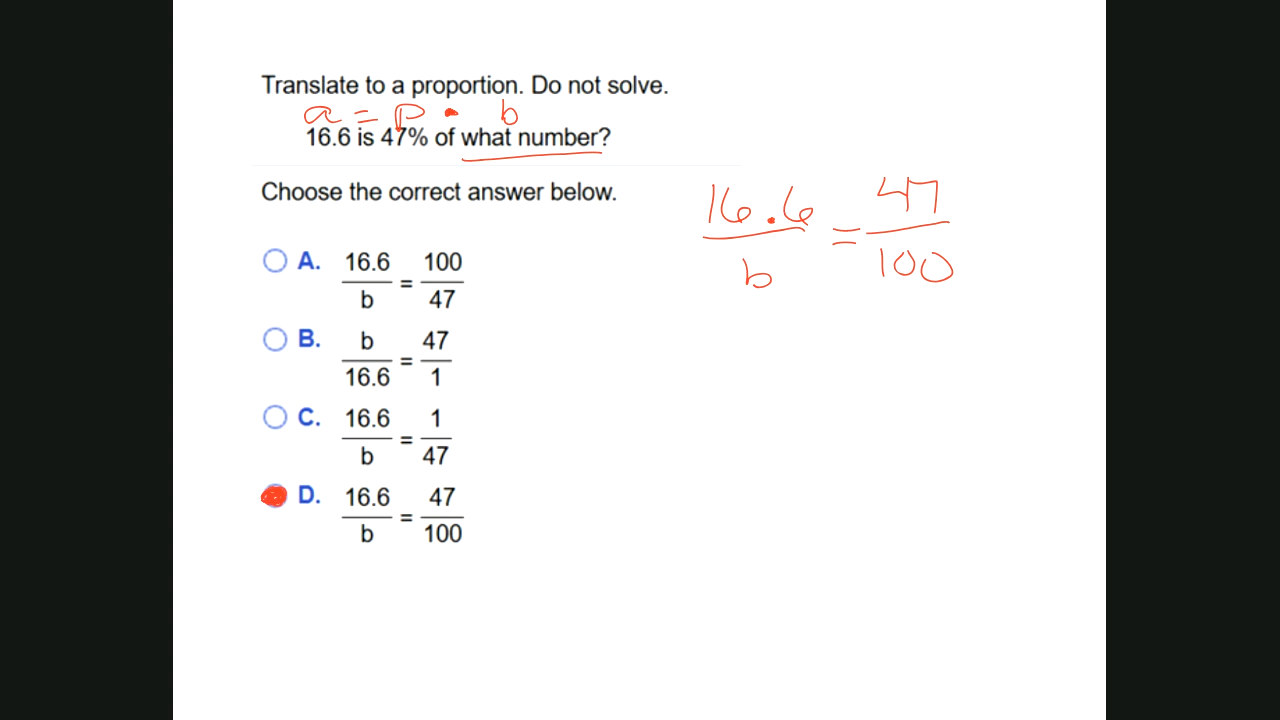 Translate to a proportion. Do not solve.
a = p · b
16.6 is 47% of what number?
Choose the correct answer below.
16.6/b = 47/100
A. 16.6/b = 100/47
B. b/16.6 = 47/1
C. 16.6/b = 1/47
D. 16.6/b = 47/100